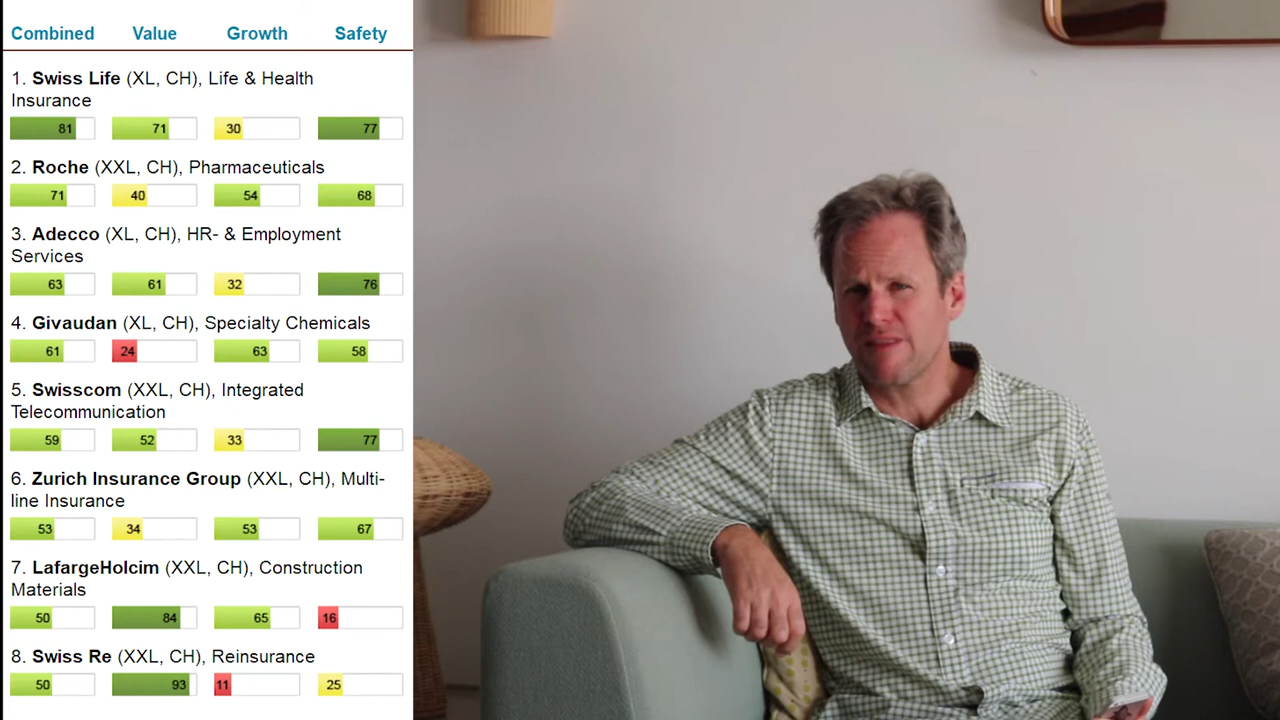 Combined Value Growth Safety
1. Swiss Life (XL, CH), Life & Health
Insurance
81 71 30 77
2. Roche (XXL, CH), Pharmaceuticals
71 40 54 68
3. Adecco (XL, CH), HR- & Employment
Services
63 61 32 76
4. Givaudan (XL, CH), Specialty Chemicals
61 24 63 58
5. Swisscom (XXL, CH), Integrated
Telecommunication
59 52 33 77
6. Zurich Insurance Group (XXL, CH), Multi-
line Insurance
53 34 53 67
7. LafargeHolcim (XXL, CH), Construction
Materials
50 84 65 16
8. Swiss Re (XXL, CH), Reinsurance
50 93 11 25